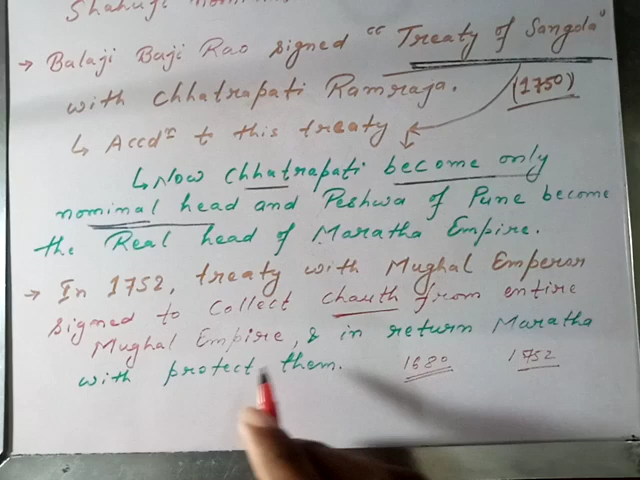 Shahuji
→ Balaji Baji Rao signed "Treaty of Sangola"
with Chhatrapati Ramraja. (1750)
↳ Accdⁿᵍ to this treaty
↳ Now Chhatrapati become only
nominal head and Peshwa of Pune become
the Real head of Maratha Empire.
→ In 1752, treaty with Mughal Emperor
signed to Collect chauth from entire
Mughal Empire, & in return Maratha
with protect them. 1680 1752